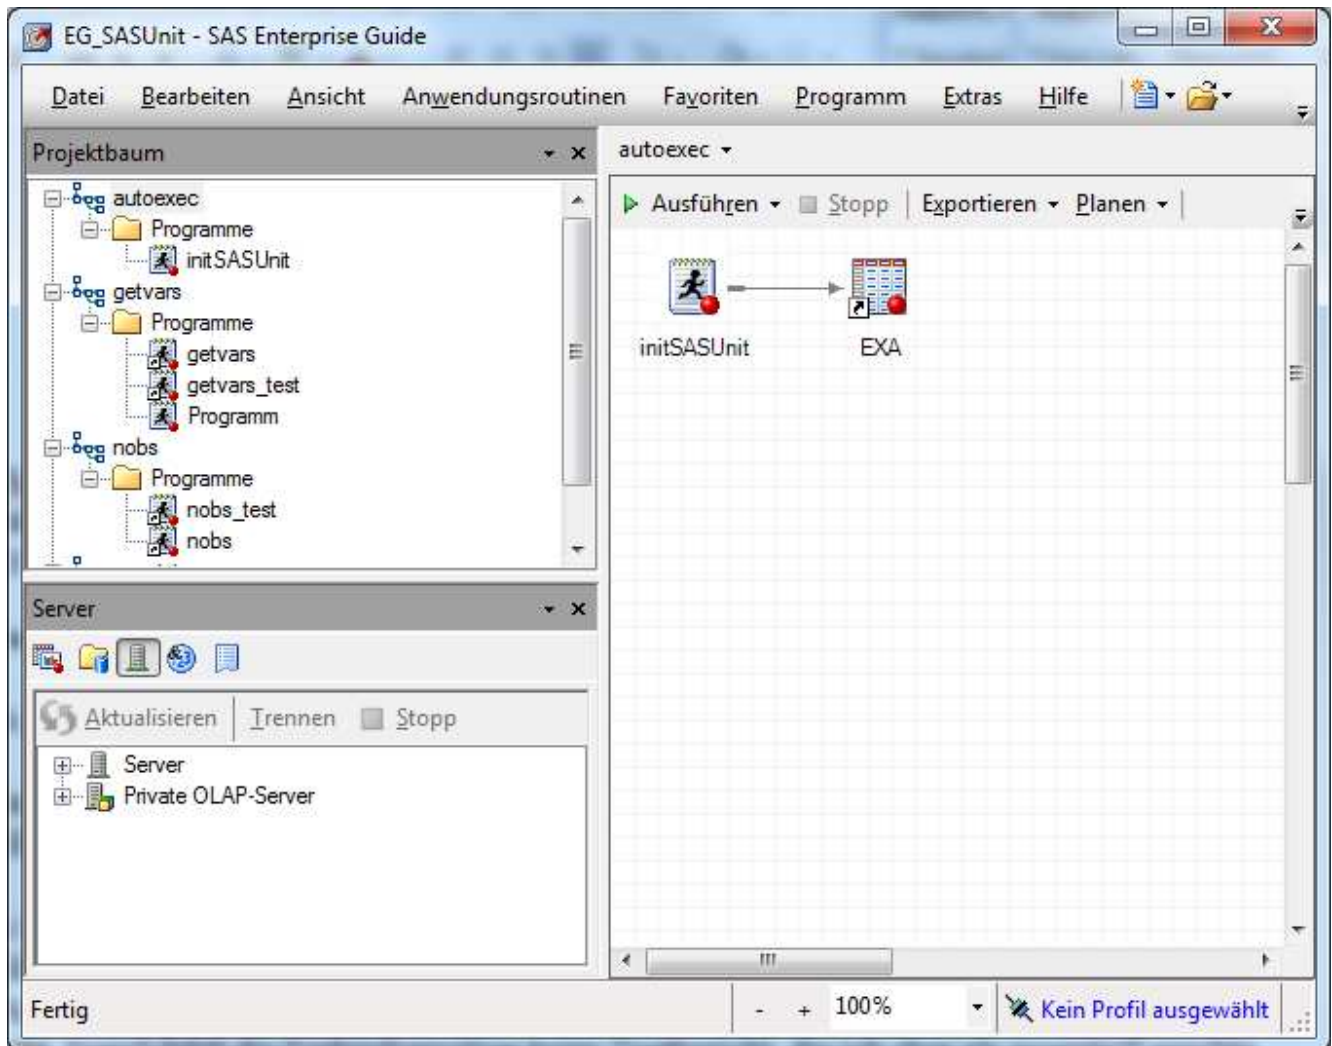 EG_SASUnit - SAS Enterprise Guide
Datei Bearbeiten Ansicht Anwendungsroutinen Favoriten Programm Extras Hilfe
Projektbaum
autoexec
Programme
initSASUnit
getvars
Programme
getvars
getvars_test
Programm
nobs
Programme
nobs_test
nobs
Server
Aktualisieren Trennen Stopp
Server
Private OLAP-Server
autoexec
Ausführen Stopp Exportieren Planen
initSASUnit EXA
Fertig
- + 100% Kein Profil ausgewählt